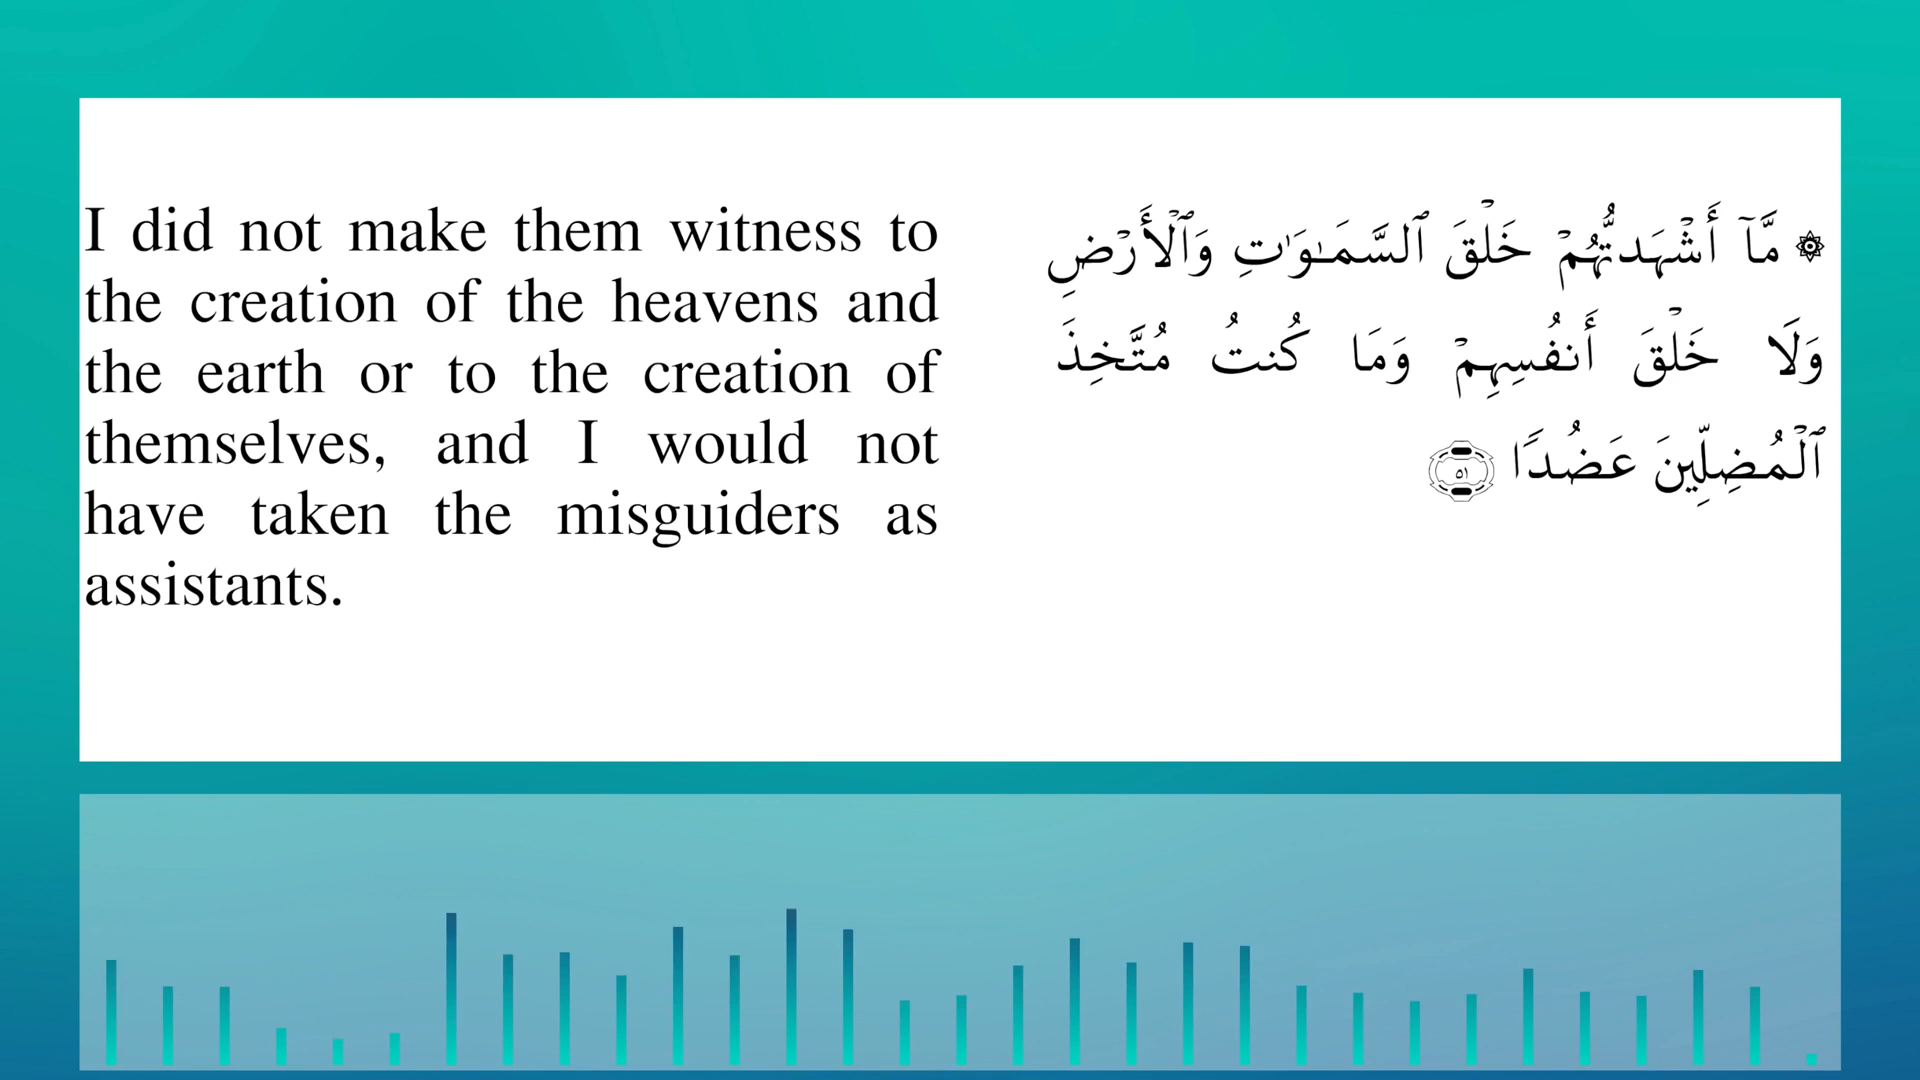 I did not make them witness to
the creation of the heavens and
the earth or to the creation of
themselves, and I would not
have taken the misguiders as
assistants.
۞ مَّآ أَشْهَدتُّهُمْ خَلْقَ ٱلسَّمَـٰوَٰتِ وَٱلْأَرْضِ
وَلَا خَلْقَ أَنفُسِهِمْ وَمَا كُنتُ مُتَّخِذَ
ٱلْمُضِلِّينَ عَضُدًا ٥١